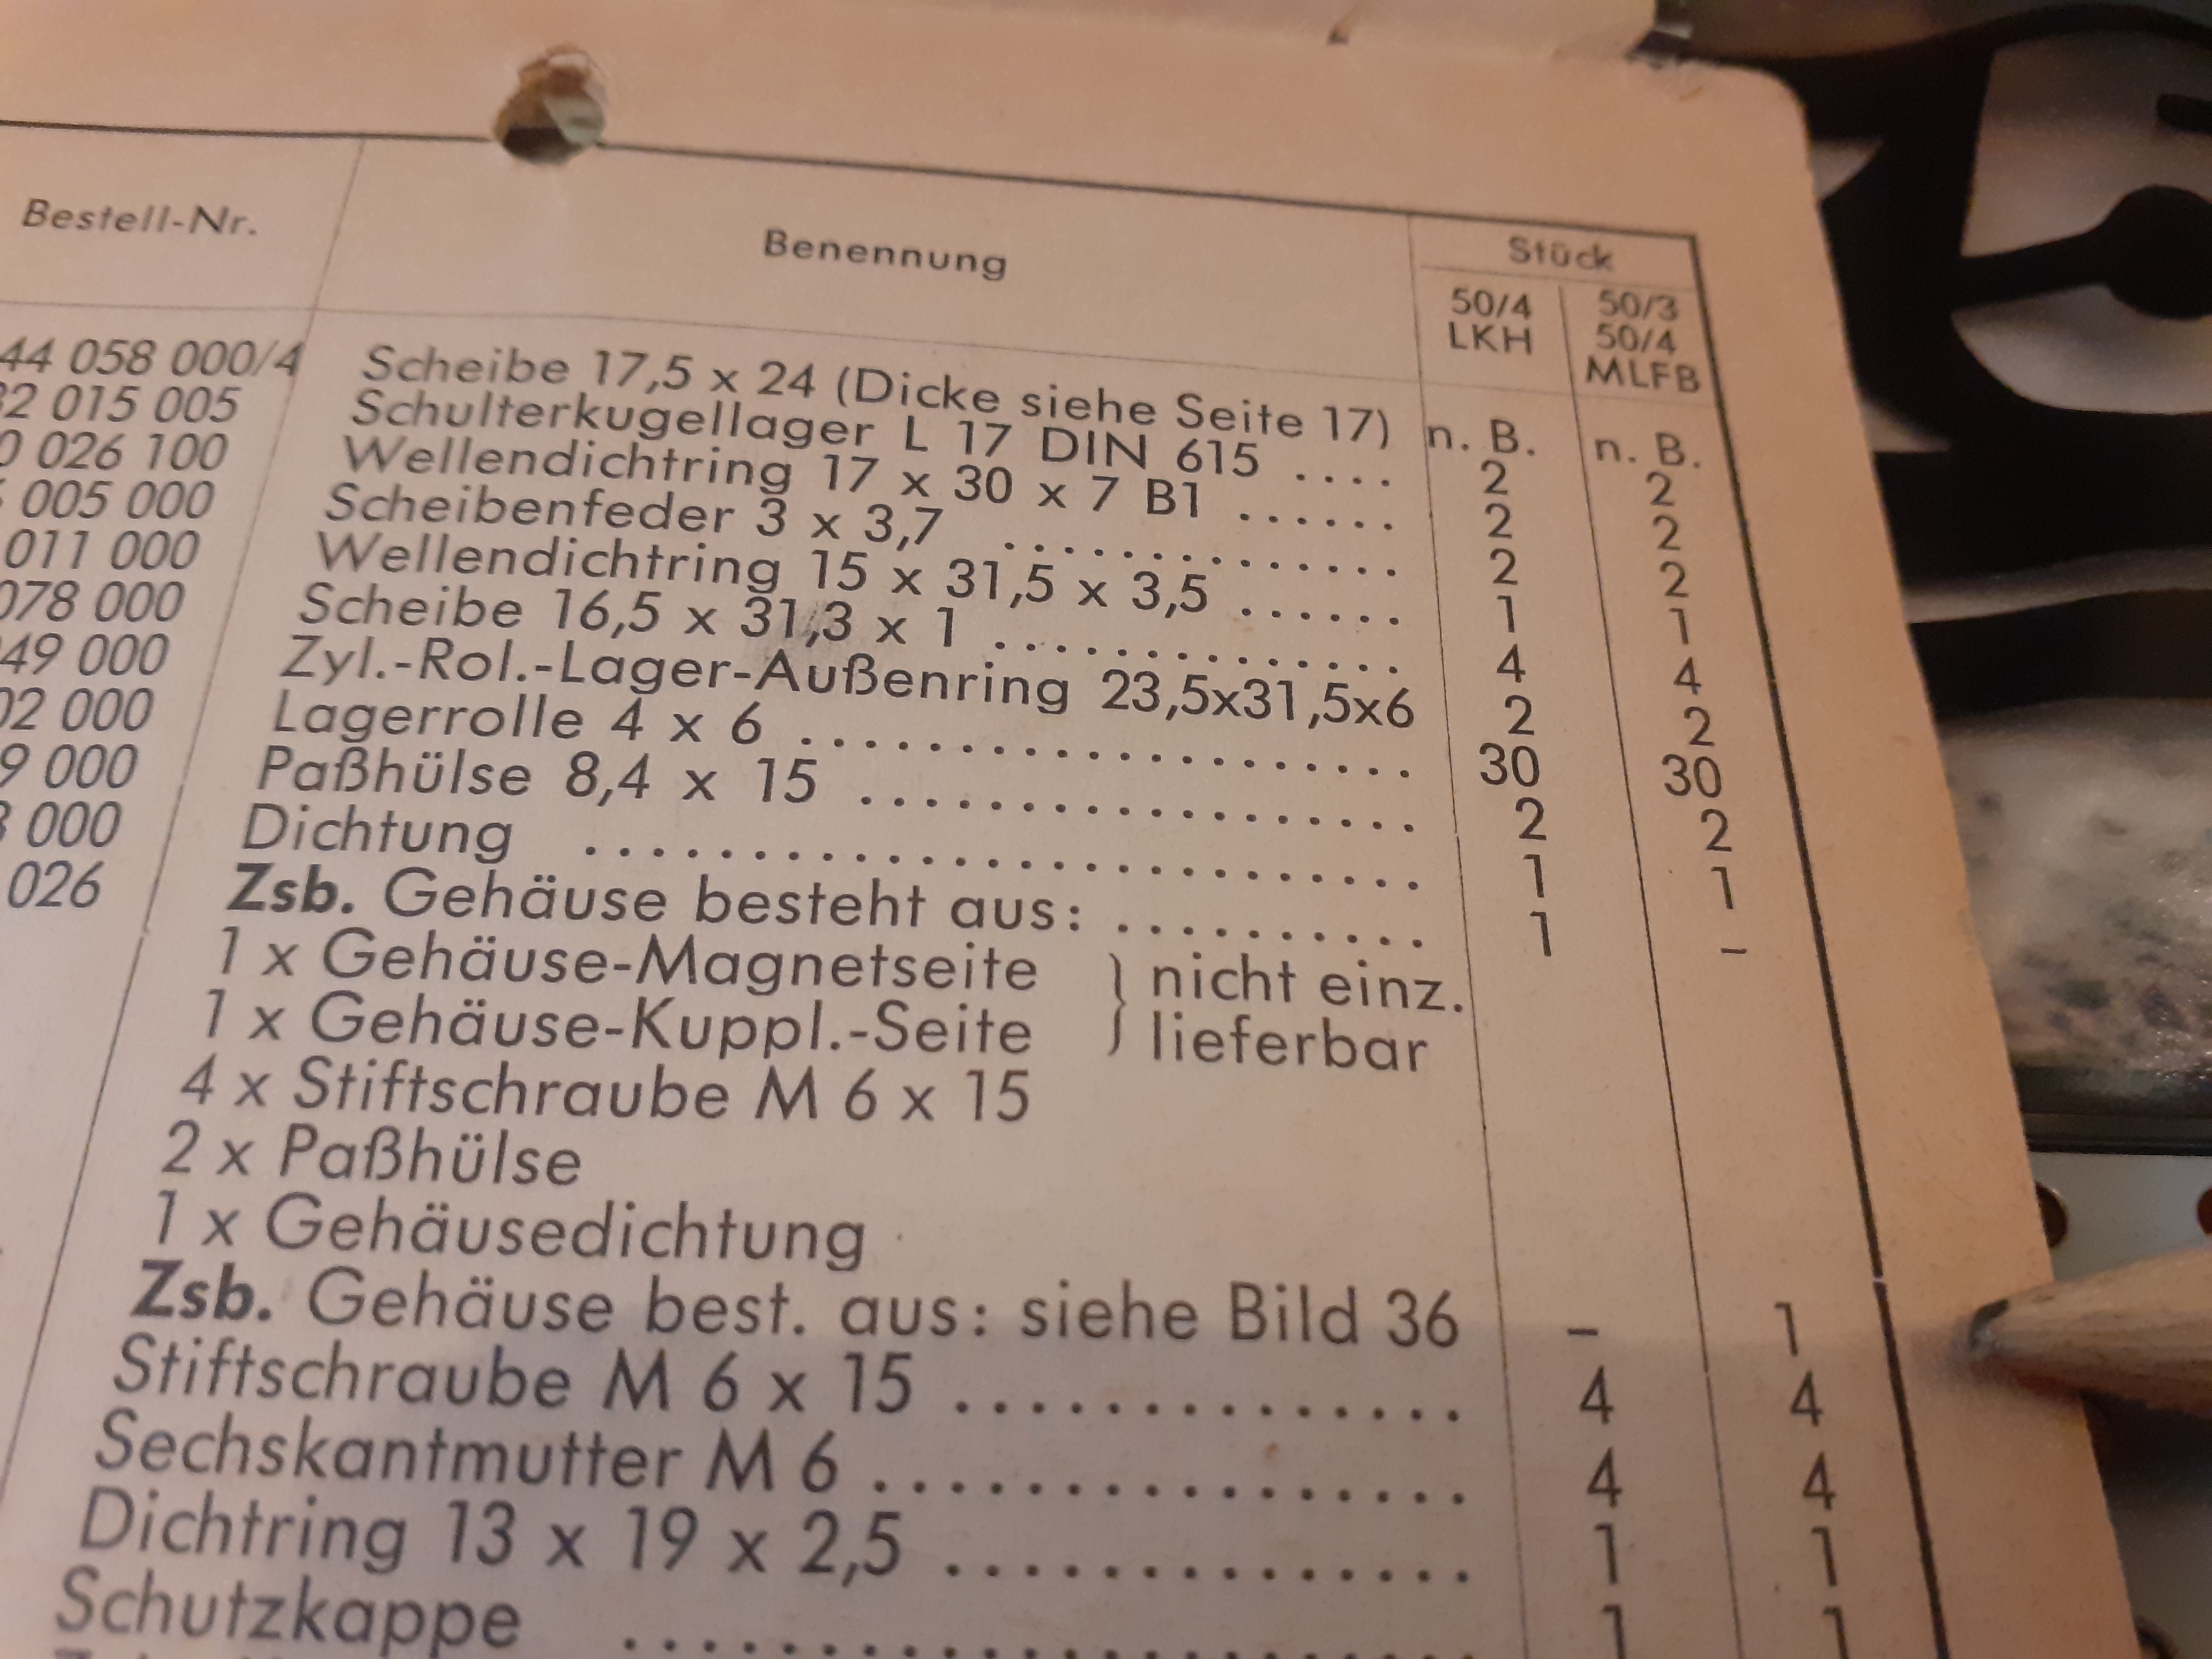 Bestell-Nr. Benennung Stück
50/4 50/3
LKH 50/4
MLFB
44 058 000/4 Scheibe 17,5 x 24 (Dicke siehe Seite 17) n. B. n. B.
2 015 005 Schulterkugellager L 17 DIN 615 .... 2 2
0 026 100 Wellendichtring 17 x 30 x 7 B1 ...... 2 2
005 000 Scheibenfeder 3 x 3,7 .............. 2 2
011 000 Wellendichtring 15 x 31,5 x 3,5 ...... 1 1
078 000 Scheibe 16,5 x 31,3 x 1 .............. 4 4
49 000 Zyl.-Rol.-Lager-Außenring 23,5x31,5x6 2 2
02 000 Lagerrolle 4 x 6 ................... 30 30
9 000 Paßhülse 8,4 x 15 ................. 2 2
000 Dichtung ......................... 1 1
026 Zsb. Gehäuse besteht aus: .......... 1 –
1 x Gehäuse-Magnetseite } nicht einz.
1 x Gehäuse-Kuppl.-Seite } lieferbar
4 x Stiftschraube M 6 x 15
2 x Paßhülse
1 x Gehäusedichtung
Zsb. Gehäuse best. aus: siehe Bild 36 – 1
Stiftschraube M 6 x 15 .............. 4 4
Sechskantmutter M 6 ................. 4 4
Dichtring 13 x 19 x 2,5 .............. 1 1
Schutzkappe ..................... 1 1